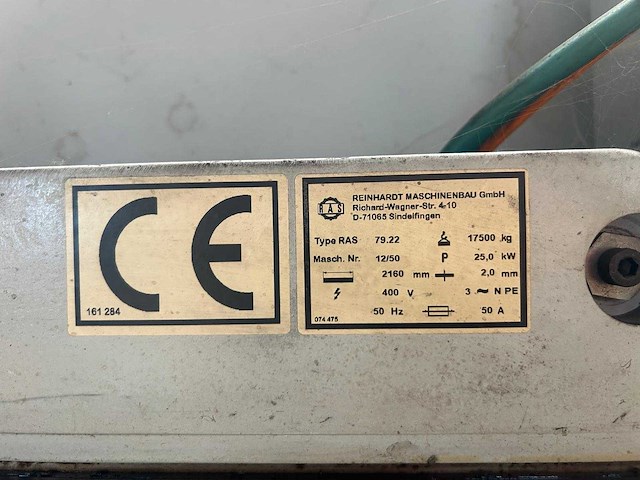 CE
161 284
RAS
REINHARDT MASCHINENBAU GmbH
Richard-Wagner-Str. 4-10
D-71065 Sindelfingen
Type RAS 79.22 17500 kg
Masch. Nr. 12/50 P 25,0 kW
2160 mm 2,0 mm
400 V 3 ~ N PE
50 Hz 50 A
074 475